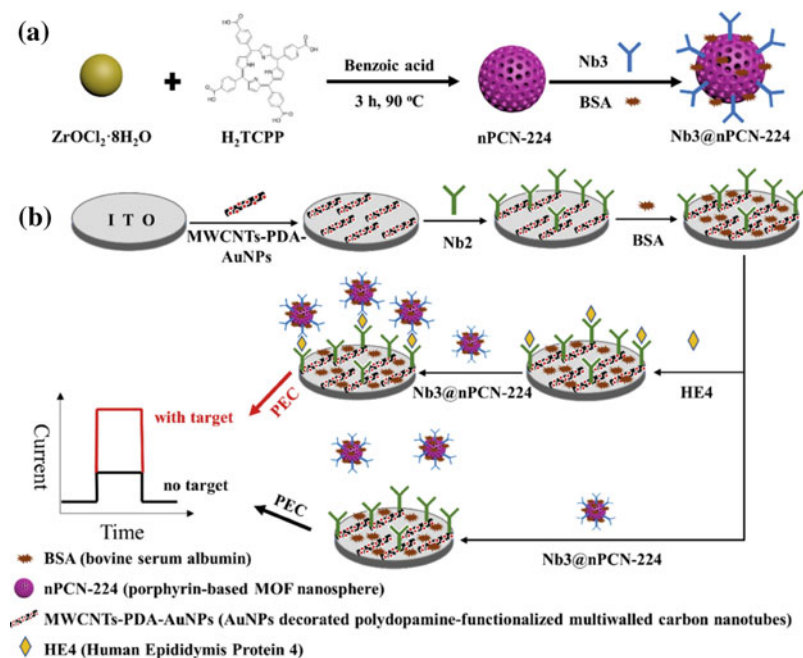 (a)
Benzoic acid
3 h, 90 °C
Nb3
BSA
ZrOCl2·8H2O
H2TCPP
nPCN-224
Nb3@nPCN-224
(b)
I T O
MWCNTs-PDA-
AuNPs
Nb2
BSA
Nb3@nPCN-224
HE4
PEC
Current
with target
no target
Time
PEC
Nb3@nPCN-224
BSA (bovine serum albumin)
nPCN-224 (porphyrin-based MOF nanosphere)
MWCNTs-PDA-AuNPs (AuNPs decorated polydopamine-functionalized multiwalled carbon nanotubes)
HE4 (Human Epididymis Protein 4)